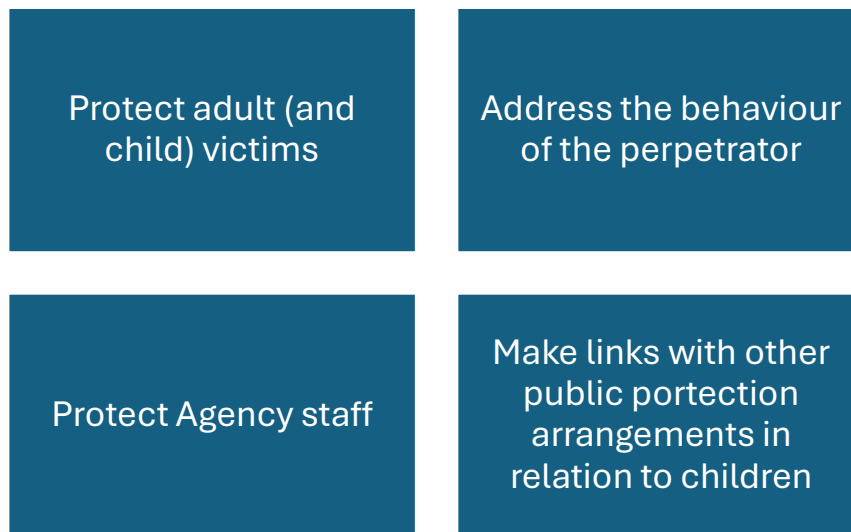 Protect adult (and
child) victims
Address the behaviour
of the perpetrator
Protect Agency staff
Make links with other
public portection
arrangements in
relation to children